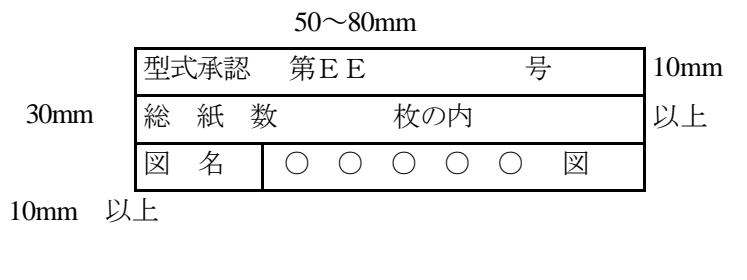 50～80mm
型式承認　第ＥＥ　　　　　　号　10mm
30mm　総　紙　数　　　　枚の内　以上
図　名　○　○　○　○　○　図
10mm　以上